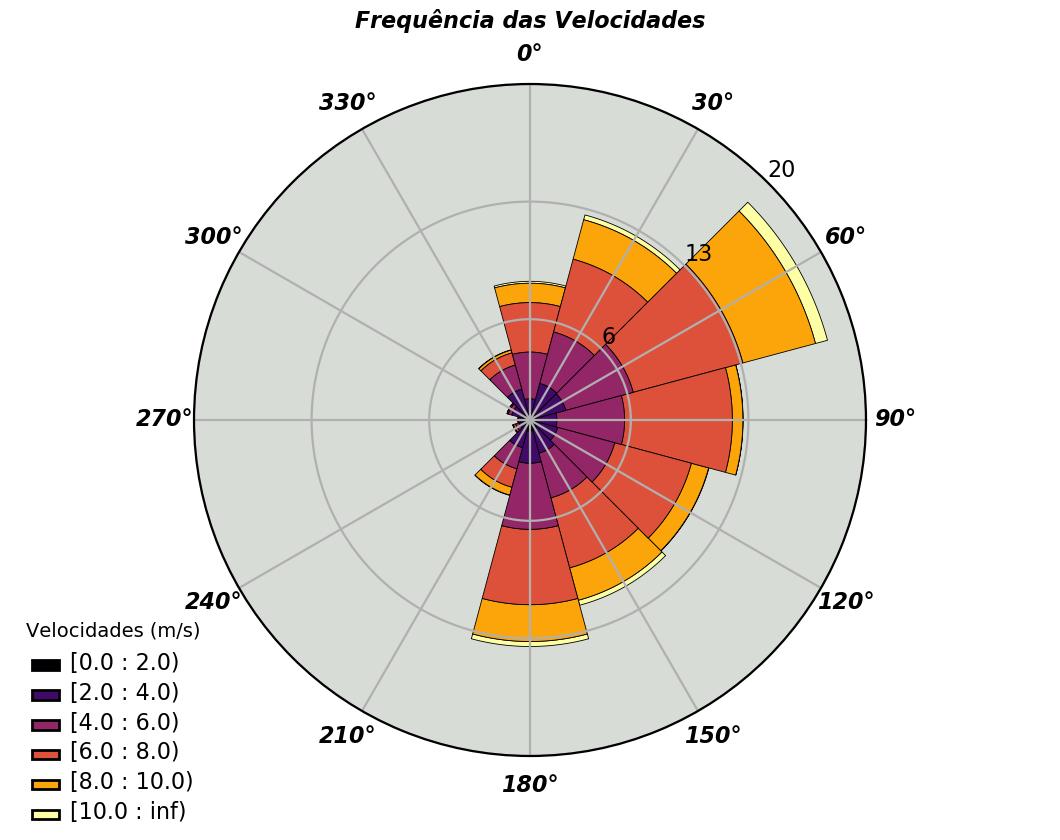 Frequência das Velocidades
0°
30°
60°
90°
120°
150°
180°
210°
240°
270°
300°
330°
6
13
20
Velocidades (m/s)
[0.0 : 2.0)
[2.0 : 4.0)
[4.0 : 6.0)
[6.0 : 8.0)
[8.0 : 10.0)
[10.0 : inf)